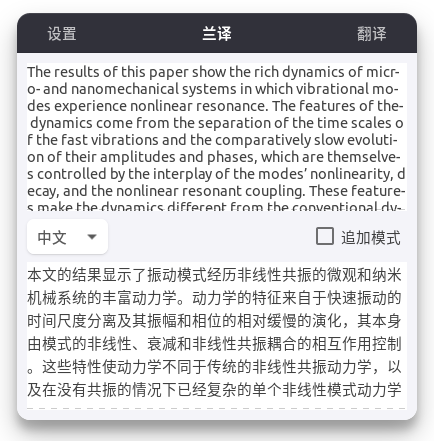 设置 兰译 翻译
The results of this paper show the rich dynamics of micr-
o- and nanomechanical systems in which vibrational mo-
des experience nonlinear resonance. The features of the-
 dynamics come from the separation of the time scales o
f the fast vibrations and the comparatively slow evoluti-
on of their amplitudes and phases, which are themselve-
s controlled by the interplay of the modes’ nonlinearity, d
ecay, and the nonlinear resonant coupling. These feature-
s make the dynamics different from the conventional dy-
中文 追加模式
本文的结果显示了振动模式经历非线性共振的微观和纳米
机械系统的丰富动力学。动力学的特征来自于快速振动的
时间尺度分离及其振幅和相位的相对缓慢的演化，其本身
由模式的非线性、衰减和非线性共振耦合的相互作用控制
。这些特性使动力学不同于传统的非线性共振动力学，以
及在没有共振的情况下已经复杂的单个非线性模式动力学